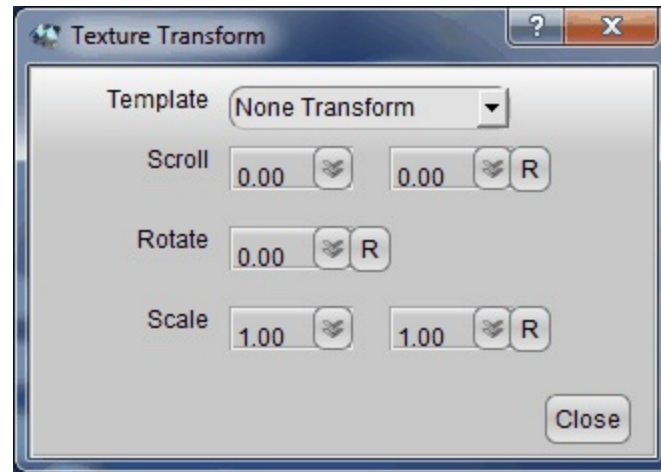 Texture Transform ? X
Template None Transform
Scroll 0.00 0.00 R
Rotate 0.00 R
Scale 1.00 1.00 R
Close